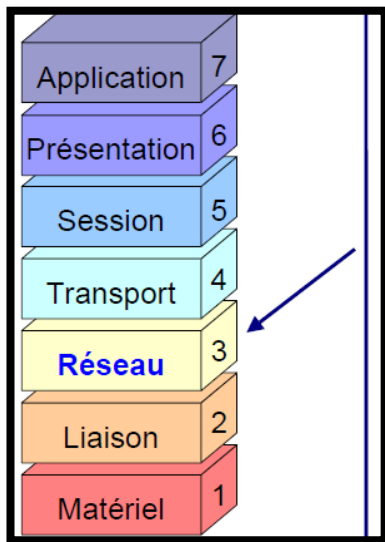 Application 7
Présentation 6
Session 5
Transport 4
Réseau 3
Liaison 2
Matériel 1